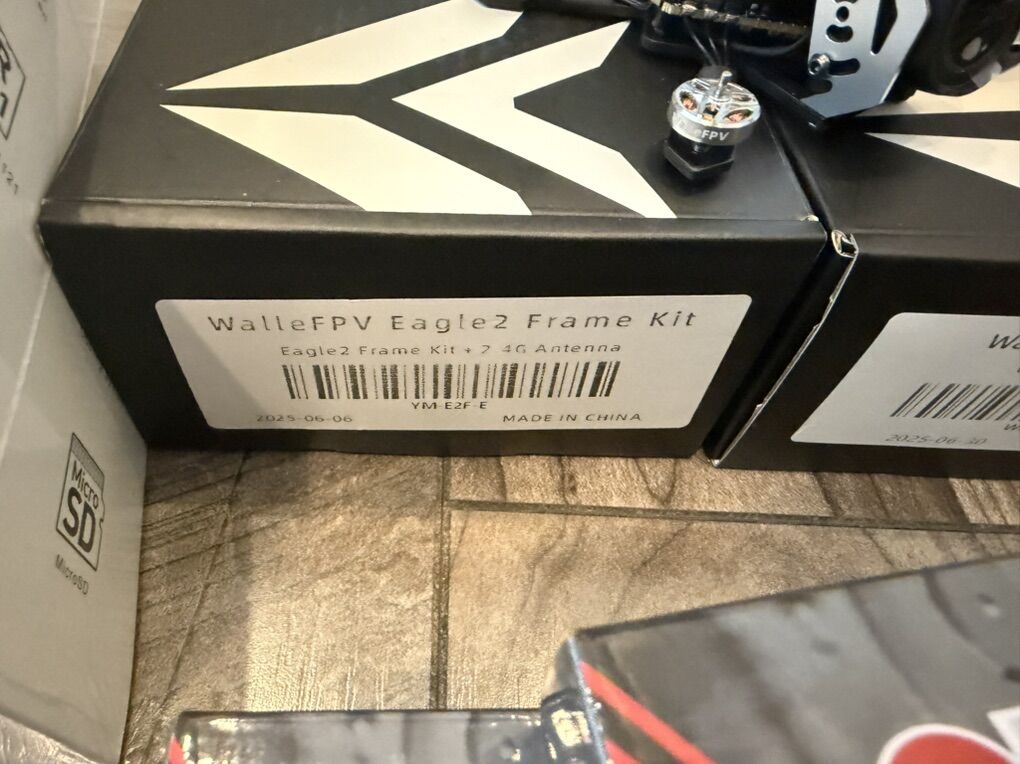 WalleFPV Eagle2 Frame Kit
Eagle2 Frame Kit + 2.4G Antenna
YM-E2F-E
2025-06-06 MADE IN CHINA
2025-06-30
Micro
SD
MicroSD